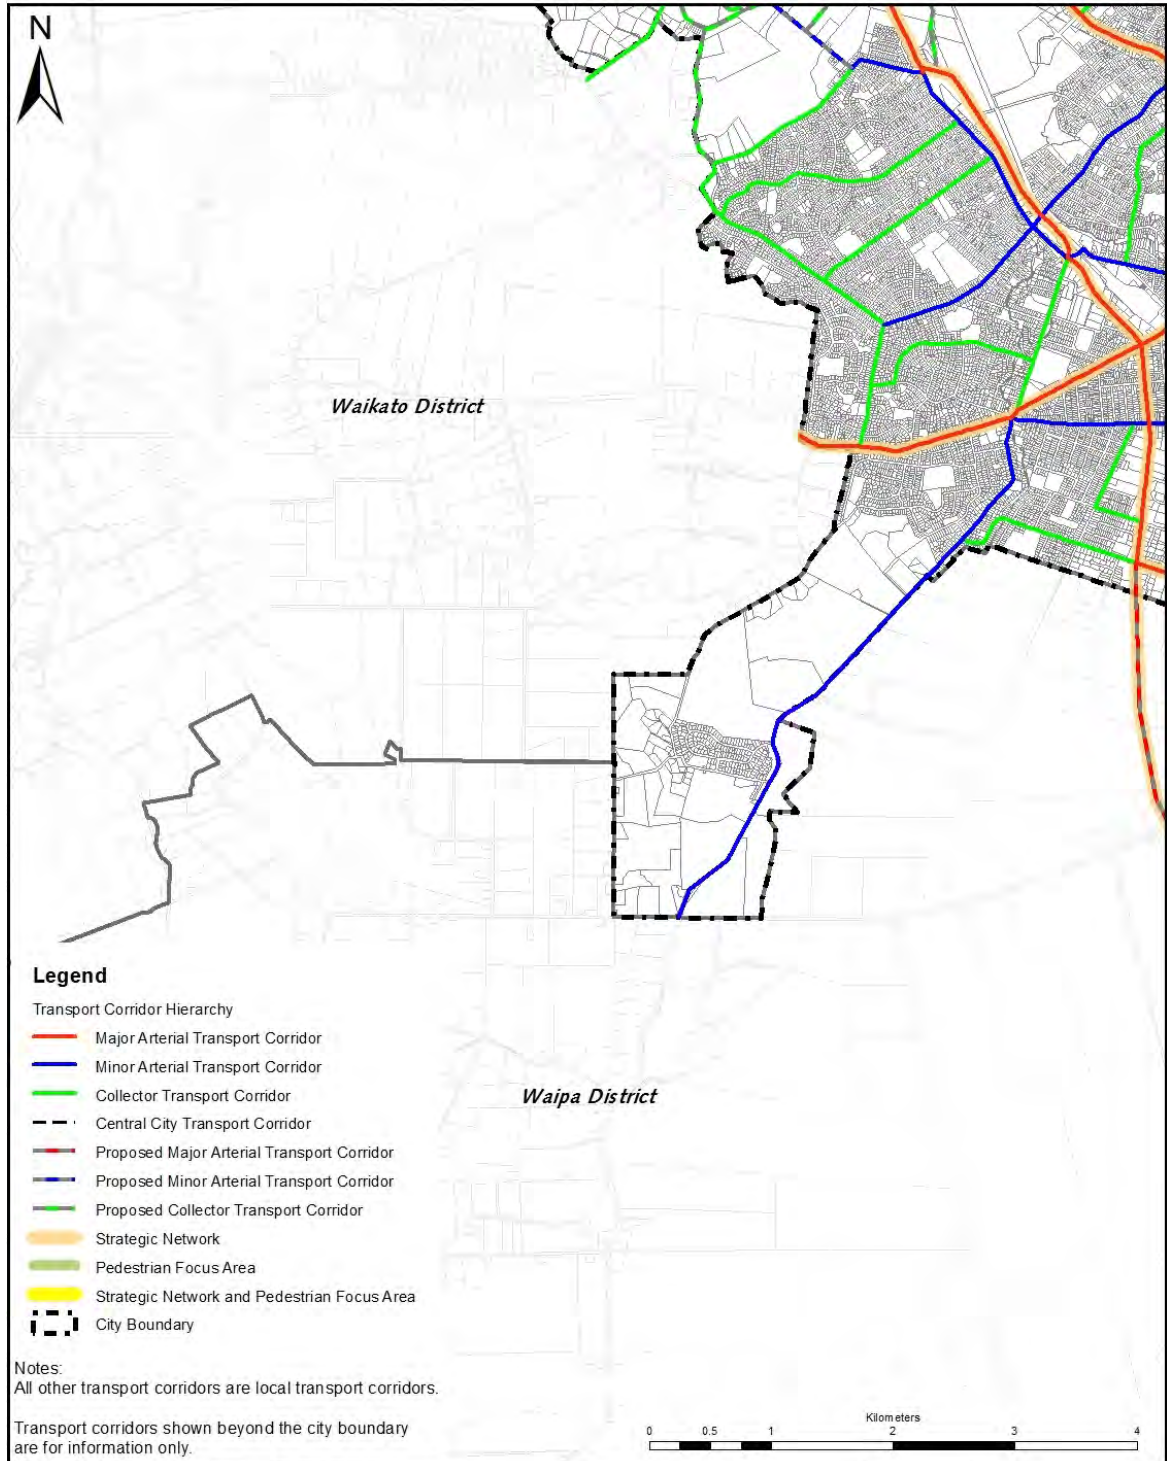 N
Waikato District
Legend
Transport Corridor Hierarchy
Major Arterial Transport Corridor
Minor Arterial Transport Corridor
Collector Transport Corridor
Central City Transport Corridor
Proposed Major Arterial Transport Corridor
Proposed Minor Arterial Transport Corridor
Proposed Collector Transport Corridor
Strategic Network
Pedestrian Focus Area
Strategic Network and Pedestrian Focus Area
City Boundary
Waipa District
Notes:
All other transport corridors are local transport corridors.
Transport corridors shown beyond the city boundary
are for information only.
Kilometers
0 0.5 1 2 3 4